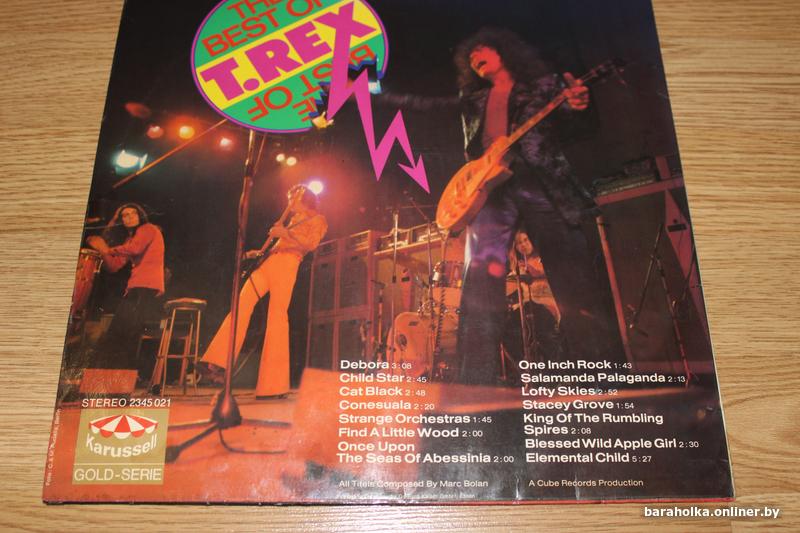 THE
BEST OF
T.REX
THE
BEST OF
Debora 3:08
Child Star 2:45
Cat Black 2:48
Conesuala 2:20
Strange Orchestras 1:45
Find A Little Wood 2:00
Once Upon
The Seas Of Abessinia 2:00
One Inch Rock 1:43
Salamanda Palaganda 2:13
Lofty Skies 2:52
Stacey Grove 1:54
King Of The Rumbling
Spires 2:08
Blessed Wild Apple Girl 2:30
Elemental Child 5:27
STEREO 2345 021
Karussell
GOLD-SERIE
All Titels Composed By Marc Bolan
A Cube Records Production
baraholka.onliner.by